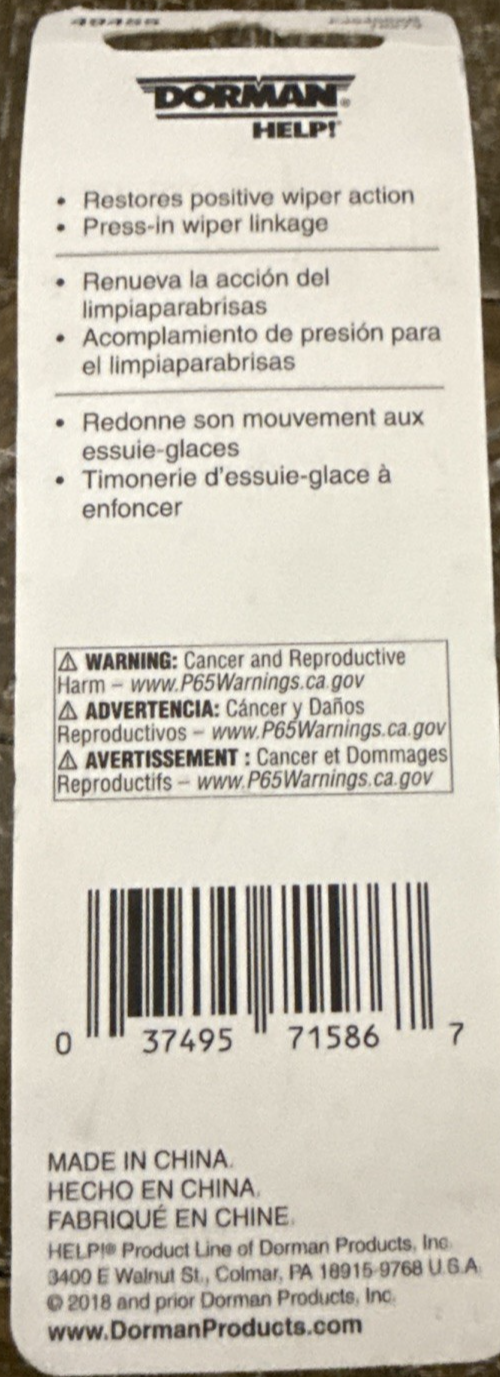 49455
DORMAN®
HELP!
• Restores positive wiper action
• Press-in wiper linkage
• Renueva la acción del
limpiaparabrisas
• Acomplamiento de presión para
el limpiaparabrisas
• Redonne son mouvement aux
essuie-glaces
• Timonerie d'essuie-glace à
enfoncer
⚠ WARNING: Cancer and Reproductive
Harm – www.P65Warnings.ca.gov
⚠ ADVERTENCIA: Cáncer y Daños
Reproductivos – www.P65Warnings.ca.gov
⚠ AVERTISSEMENT : Cancer et Dommages
Reproductifs – www.P65Warnings.ca.gov
0 37495 71586 7
MADE IN CHINA.
HECHO EN CHINA.
FABRIQUÉ EN CHINE.
HELP!® Product Line of Dorman Products, Inc.
3400 E Walnut St., Colmar, PA 18915-9768 U.S.A.
© 2018 and prior Dorman Products, Inc.
www.DormanProducts.com